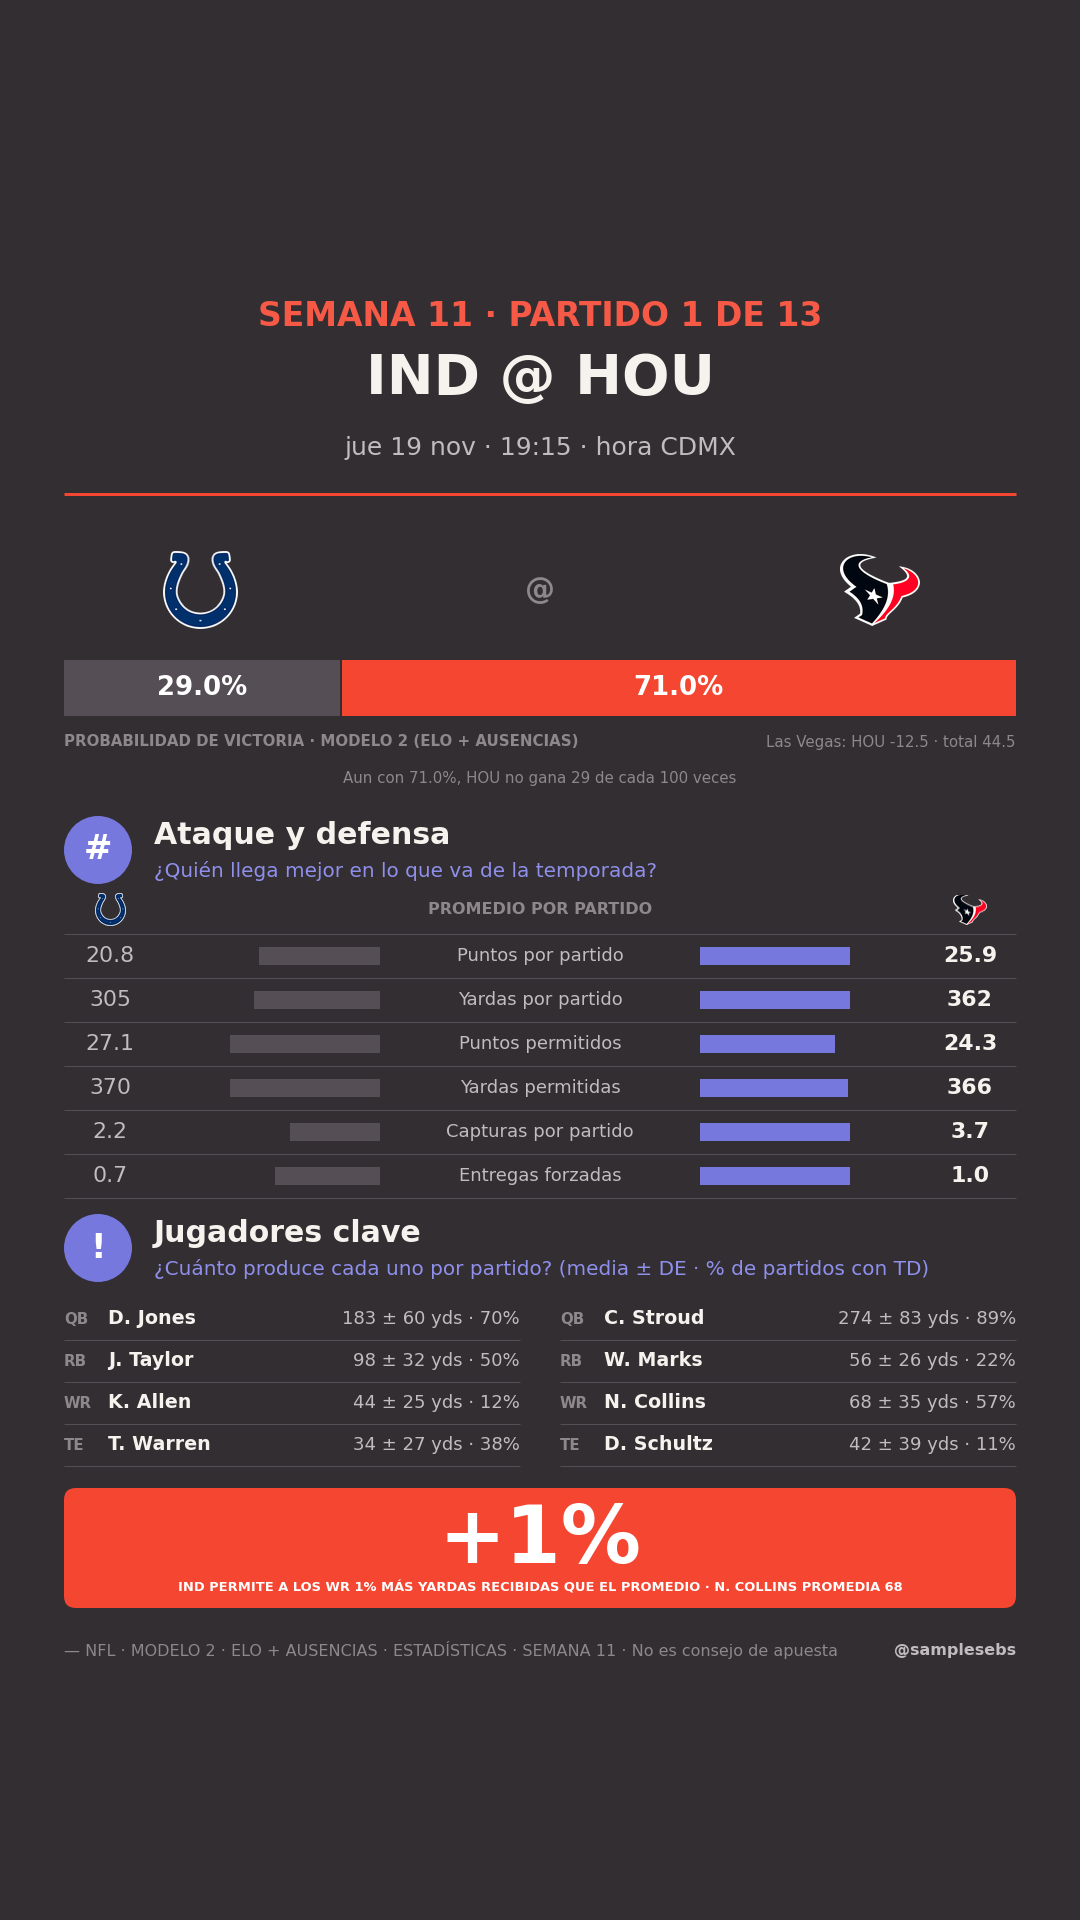 SEMANA 11 · PARTIDO 1 DE 13
IND @ HOU
jue 19 nov · 19:15 · hora CDMX
@
29.0% 71.0%
PROBABILIDAD DE VICTORIA · MODELO 2 (ELO + AUSENCIAS) Las Vegas: HOU -12.5 · total 44.5
Aun con 71.0%, HOU no gana 29 de cada 100 veces
# Ataque y defensa
¿Quién llega mejor en lo que va de la temporada?
PROMEDIO POR PARTIDO
20.8 Puntos por partido 25.9
305 Yardas por partido 362
27.1 Puntos permitidos 24.3
370 Yardas permitidas 366
2.2 Capturas por partido 3.7
0.7 Entregas forzadas 1.0
! Jugadores clave
¿Cuánto produce cada uno por partido? (media ± DE · % de partidos con TD)
QB D. Jones 183 ± 60 yds · 70% QB C. Stroud 274 ± 83 yds · 89%
RB J. Taylor 98 ± 32 yds · 50% RB W. Marks 56 ± 26 yds · 22%
WR K. Allen 44 ± 25 yds · 12% WR N. Collins 68 ± 35 yds · 57%
TE T. Warren 34 ± 27 yds · 38% TE D. Schultz 42 ± 39 yds · 11%
+1%
IND PERMITE A LOS WR 1% MÁS YARDAS RECIBIDAS QUE EL PROMEDIO · N. COLLINS PROMEDIA 68
— NFL · MODELO 2 · ELO + AUSENCIAS · ESTADÍSTICAS · SEMANA 11 · No es consejo de apuesta @samplesebs